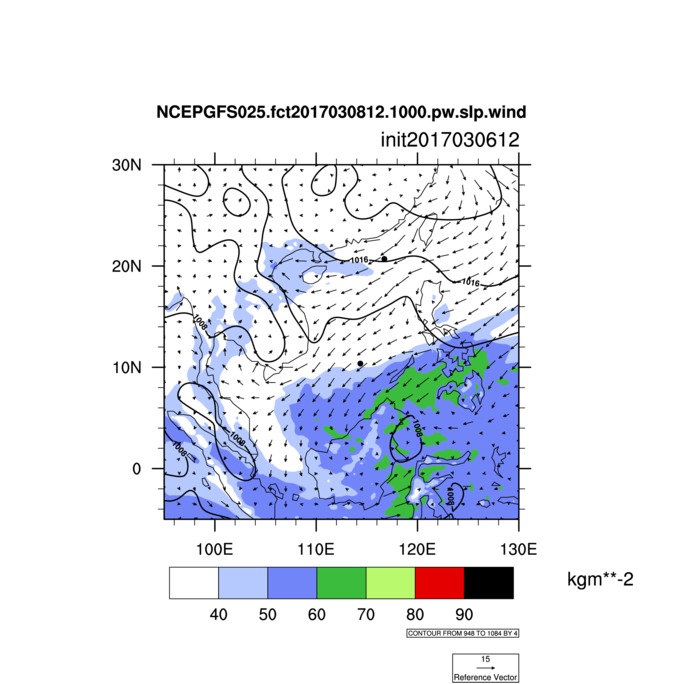 NCEPGFS025.fct2017030812.1000.pw.slp.wind
init2017030612
30N
20N
10N
0
1016
1016
1008
1008
1008
1008
1008
100E
110E
120E
130E
kgm**-2
40
50
60
70
80
90
CONTOUR FROM 948 TO 1084 BY 4
15
Reference Vector